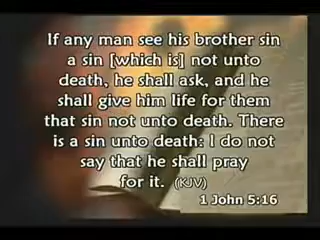 If any man see his brother sin
a sin [which is] not unto
death, he shall ask, and he
shall give him life for them
that sin not unto death. There
is a sin unto death: I do not
say that he shall pray
for it. (KJV)
1 John 5:16